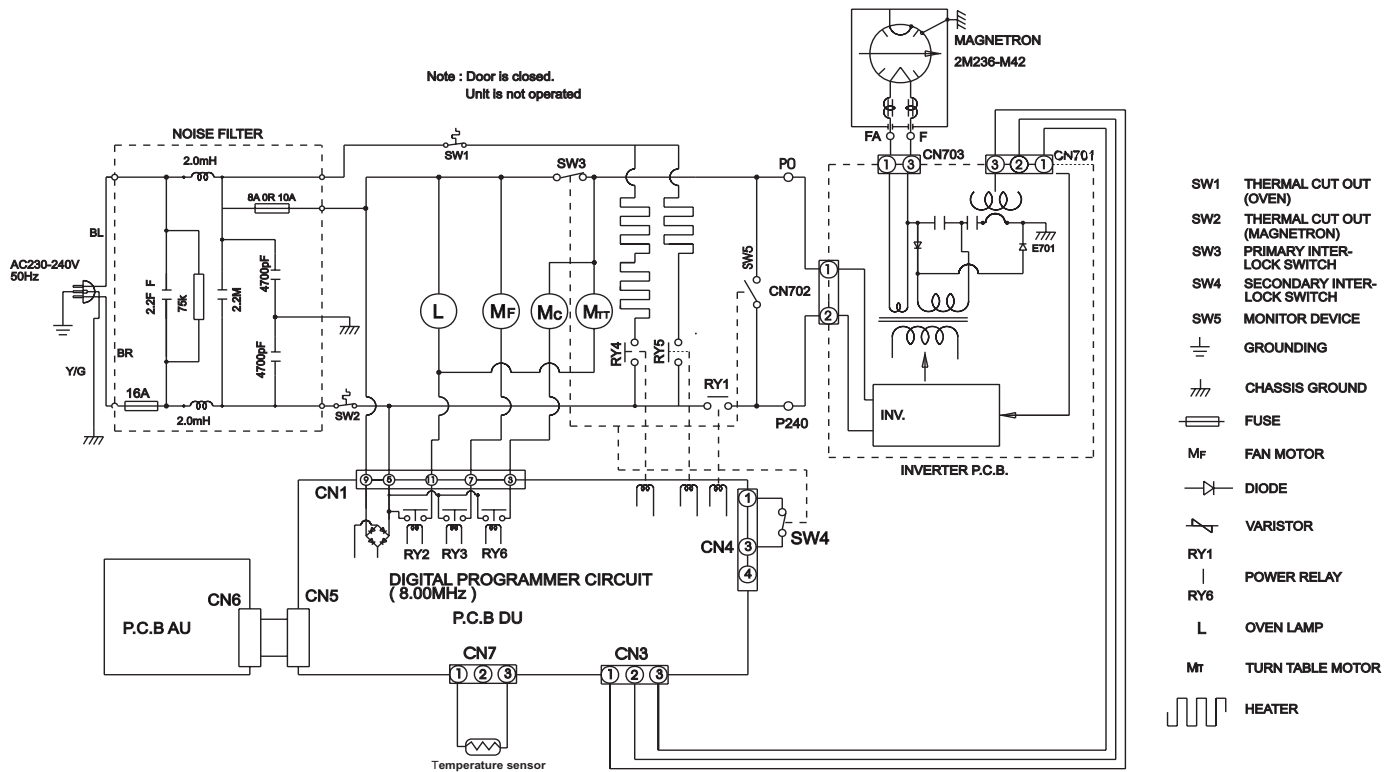 MAGNETRON
2M236-M42
Note : Door is closed.
Unit is not operated
NOISE FILTER
FA
F
2.0mH
SW1
SW3
P0
CN703
CN701
1
3
3
2
1
8A 0R 10A
BL
AC230-240V
50Hz
2.2F F
75k
2.2M
4700pF
4700pF
SW5
CN702
1
2
E701
L
MF
MC
MTT
BR
Y/G
16A
2.0mH
SW2
RY4
RY5
RY1
P240
INV.
INVERTER P.C.B.
CN1
9
11
7
3
RY2
RY3
RY6
CN4
1
3
4
SW4
DIGITAL PROGRAMMER CIRCUIT
( 8.00MHz )
P.C.B DU
CN6
CN5
P.C.B AU
CN7
1
2
3
CN3
1
2
3
Temperature sensor
SW1 THERMAL CUT OUT
(OVEN)
SW2 THERMAL CUT OUT
(MAGNETRON)
SW3 PRIMARY INTER-
LOCK SWITCH
SW4 SECONDARY INTER-
LOCK SWITCH
SW5 MONITOR DEVICE
GROUNDING
CHASSIS GROUND
FUSE
MF FAN MOTOR
DIODE
VARISTOR
RY1
| POWER RELAY
RY6
L OVEN LAMP
MTT TURN TABLE MOTOR
HEATER